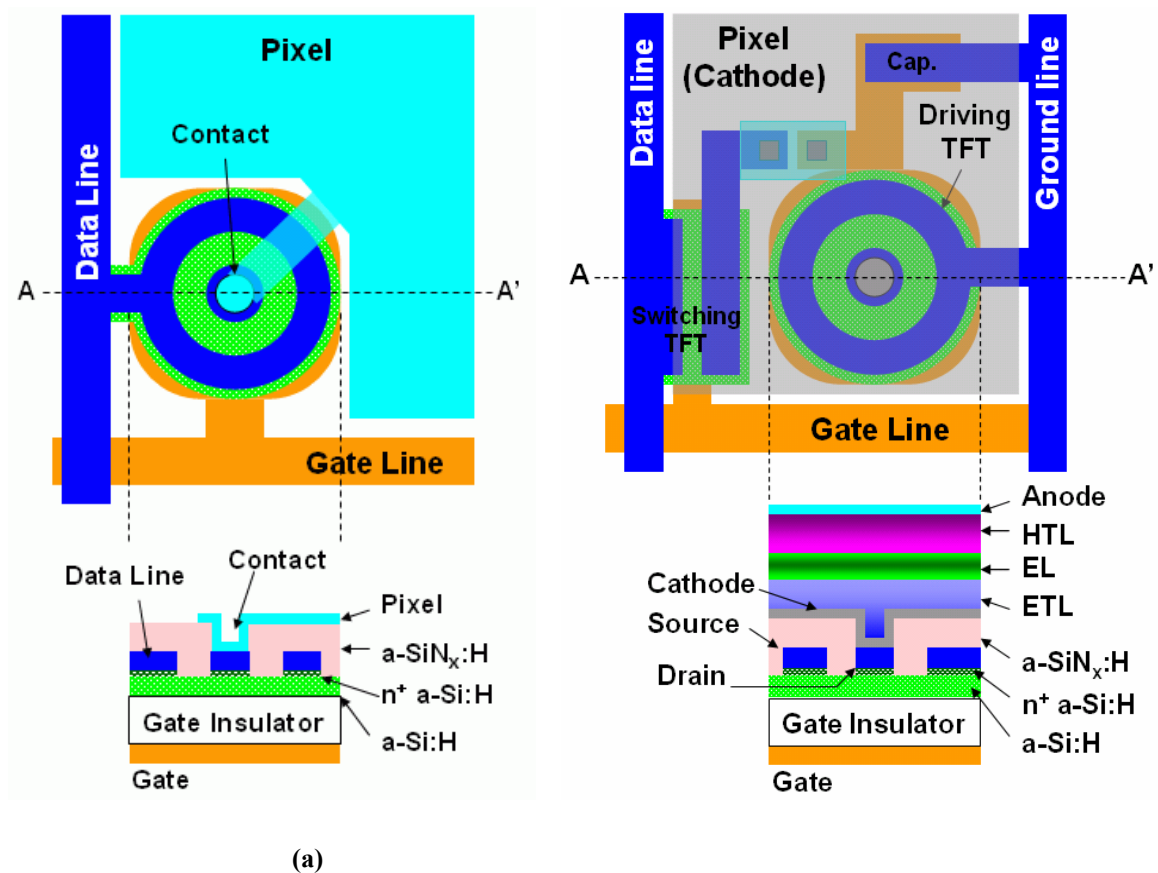 Pixel
Contact
Data Line
A
A'
Gate Line
Contact
Data Line
Pixel
a-SiNx:H
n+ a-Si:H
Gate Insulator
a-Si:H
Gate
(a)
Pixel
(Cathode)
Cap.
Data line
Ground line
Driving
TFT
A
A'
Switching
TFT
Gate Line
Anode
HTL
EL
Cathode
ETL
Source
a-SiNx:H
Drain
n+ a-Si:H
Gate Insulator
a-Si:H
Gate